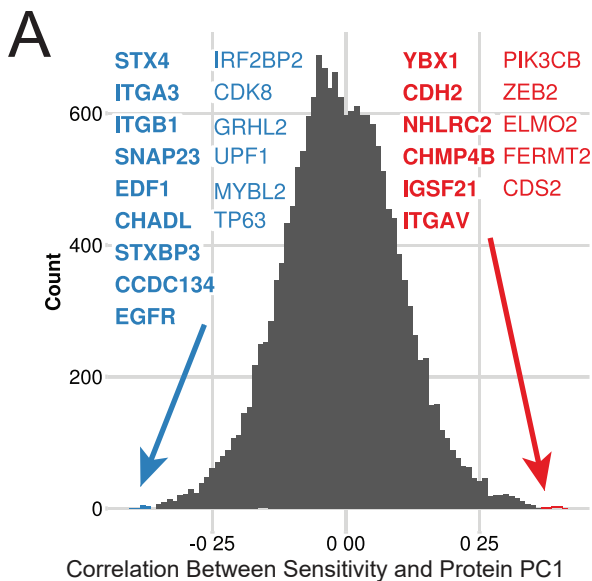 A
STX4 IRF2BP2 YBX1 PIK3CB
ITGA3 CDK8 CDH2 ZEB2
ITGB1 GRHL2 NHLRC2 ELMO2
SNAP23 UPF1 CHMP4B FERMT2
EDF1 MYBL2 IGSF21 CDS2
CHADL TP63 ITGAV
STXBP3
CCDC134
EGFR
Count
600
400
200
0
-0 25 0 00 0 25
Correlation Between Sensitivity and Protein PC1